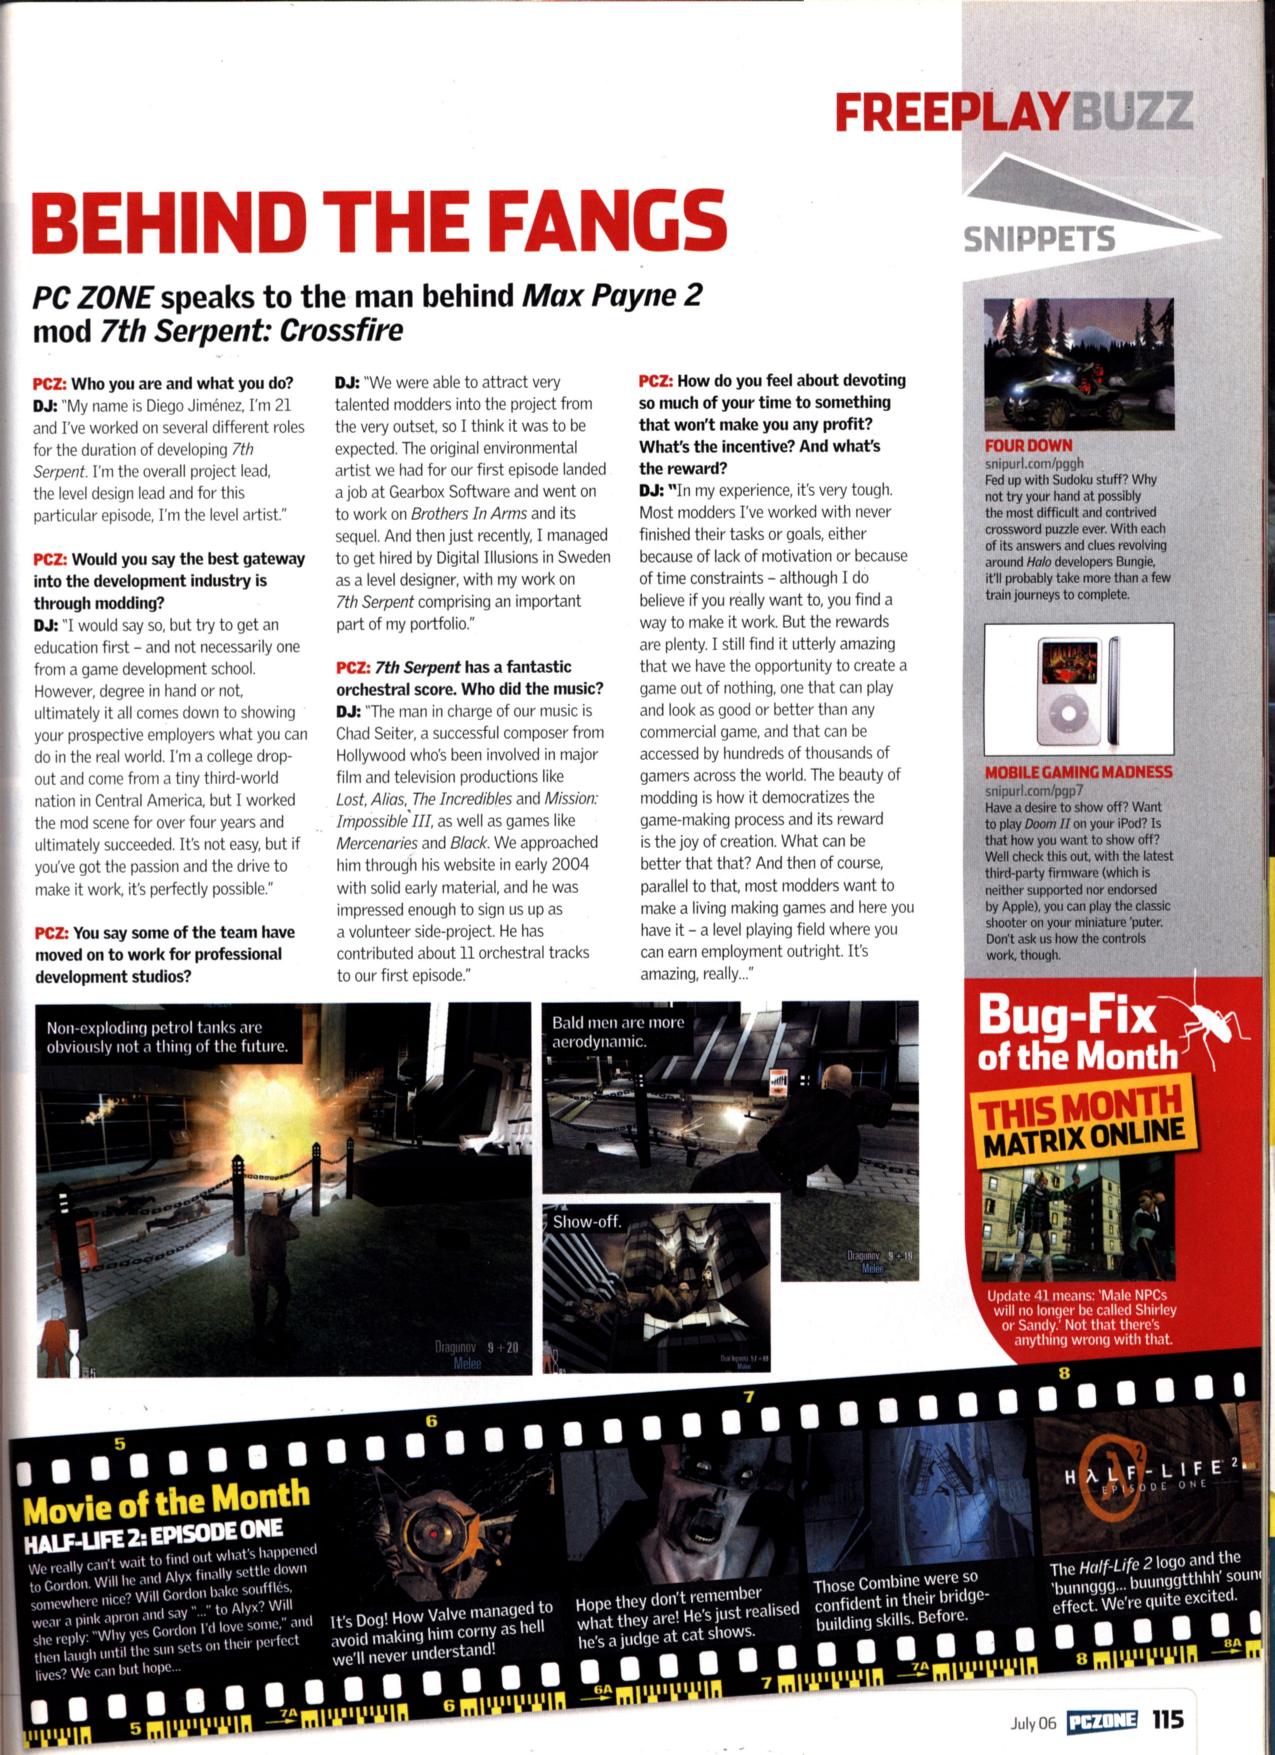 FREEPLAYBUZZ
BEHIND THE FANGS
PC ZONE speaks to the man behind Max Payne 2
mod 7th Serpent: Crossfire
PCZ: Who you are and what you do?
DJ: "My name is Diego Jiménez, I'm 21
and I've worked on several different roles
for the duration of developing 7th
Serpent. I'm the overall project lead,
the level design lead and for this
particular episode, I'm the level artist."
PCZ: Would you say the best gateway
into the development industry is
through modding?
DJ: "I would say so, but try to get an
education first – and not necessarily one
from a game development school.
However, degree in hand or not,
ultimately it all comes down to showing
your prospective employers what you can
do in the real world. I'm a college drop-
out and come from a tiny third-world
nation in Central America, but I worked
the mod scene for over four years and
ultimately succeeded. It's not easy, but if
you've got the passion and the drive to
make it work, it's perfectly possible."
PCZ: You say some of the team have
moved on to work for professional
development studios?
DJ: "We were able to attract very
talented modders into the project from
the very outset, so I think it was to be
expected. The original environmental
artist we had for our first episode landed
a job at Gearbox Software and went on
to work on Brothers In Arms and its
sequel. And then just recently, I managed
to get hired by Digital Illusions in Sweden
as a level designer, with my work on
7th Serpent comprising an important
part of my portfolio."
PCZ: 7th Serpent has a fantastic
orchestral score. Who did the music?
DJ: "The man in charge of our music is
Chad Seiter, a successful composer from
Hollywood who's been involved in major
film and television productions like
Lost, Alias, The Incredibles and Mission:
Impossible III, as well as games like
Mercenaries and Black. We approached
him through his website in early 2004
with solid early material, and he was
impressed enough to sign us up as
a volunteer side-project. He has
contributed about 11 orchestral tracks
to our first episode."
PCZ: How do you feel about devoting
so much of your time to something
that won't make you any profit?
What's the incentive? And what's
the reward?
DJ: "In my experience, it's very tough.
Most modders I've worked with never
finished their tasks or goals, either
because of lack of motivation or because
of time constraints – although I do
believe if you really want to, you find a
way to make it work. But the rewards
are plenty. I still find it utterly amazing
that we have the opportunity to create a
game out of nothing, one that can play
and look as good or better than any
commercial game, and that can be
accessed by hundreds of thousands of
gamers across the world. The beauty of
modding is how it democratizes the
game-making process and its reward
is the joy of creation. What can be
better that that? And then of course,
parallel to that, most modders want to
make a living making games and here you
have it – a level playing field where you
can earn employment outright. It's
amazing, really..."
SNIPPETS
FOUR DOWN
snipurl.com/pggh
Fed up with Sudoku stuff? Why
not try your hand at possibly
the most difficult and contrived
crossword puzzle ever. With each
of its answers and clues revolving
around Halo developers Bungie,
it'll probably take more than a few
train journeys to complete.
MOBILE GAMING MADNESS
snipurl.com/pgp7
Have a desire to show off? Want
to play Doom II on your iPod? Is
that how you want to show off?
Well check this out, with the latest
third-party firmware (which is
neither supported nor endorsed
by Apple), you can play the classic
shooter on your miniature 'puter.
Don't ask us how the controls
work, though.
Bug-Fix
of the Month
THIS MONTH
MATRIX ONLINE
Update 41 means: 'Male NPCs
will no longer be called Shirley
or Sandy.' Not that there's
anything wrong with that.
Non-exploding petrol tanks are
obviously not a thing of the future.
Dragunov 9+20
Melee
Bald men are more
aerodynamic.
Dragunov 9+19
Melee
Show-off.
5
6
7
8
Movie of the Month
HALF-LIFE 2: EPISODE ONE
We really can't wait to find out what's happened
to Gordon. Will he and Alyx finally settle down
somewhere nice? Will Gordon bake soufflés,
wear a pink apron and say "..." to Alyx? Will
she reply: "Why yes Gordon I'd love some," and
then laugh until the sun sets on their perfect
lives? We can but hope...
It's Dog! How Valve managed to
avoid making him corny as hell
we'll never understand!
Hope they don't remember
what they are! He's just realised
he's a judge at cat shows.
Those Combine were so
confident in their bridge-
building skills. Before.
HλLF-LIFE 2
EPISODE ONE
The Half-Life 2 logo and the
'bunnggg... buunggtthhh' soun
effect. We're quite excited.
5 7A 6 6A 7 7A 8 8A
July 06 PCZONE 115